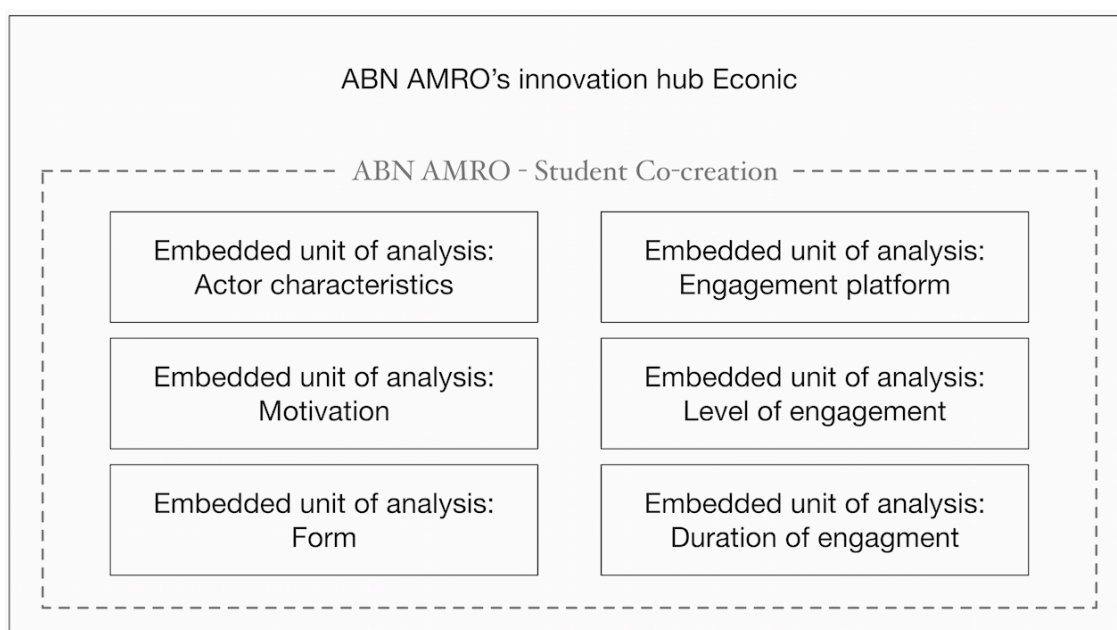 ABN AMRO’s innovation hub Econic
ABN AMRO - Student Co-creation
Embedded unit of analysis:
Actor characteristics
Embedded unit of analysis:
Engagement platform
Embedded unit of analysis:
Motivation
Embedded unit of analysis:
Level of engagement
Embedded unit of analysis:
Form
Embedded unit of analysis:
Duration of engagment